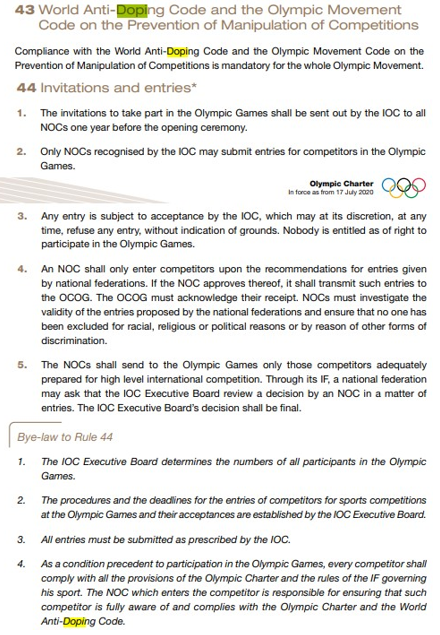 43 World Anti-Doping Code and the Olympic Movement
Code on the Prevention of Manipulation of Competitions
Compliance with the World Anti-Doping Code and the Olympic Movement Code on the
Prevention of Manipulation of Competitions is mandatory for the whole Olympic Movement.
44 Invitations and entries*
1. The invitations to take part in the Olympic Games shall be sent out by the IOC to all
NOCs one year before the opening ceremony.
2. Only NOCs recognised by the IOC may submit entries for competitors in the Olympic
Games.
Olympic Charter
In force as from 17 July 2020
3. Any entry is subject to acceptance by the IOC, which may at its discretion, at any
time, refuse any entry, without indication of grounds. Nobody is entitled as of right to
participate in the Olympic Games.
4. An NOC shall only enter competitors upon the recommendations for entries given
by national federations. If the NOC approves thereof, it shall transmit such entries to
the OCOG. The OCOG must acknowledge their receipt. NOCs must investigate the
validity of the entries proposed by the national federations and ensure that no one has
been excluded for racial, religious or political reasons or by reason of other forms of
discrimination.
5. The NOCs shall send to the Olympic Games only those competitors adequately
prepared for high level international competition. Through its IF, a national federation
may ask that the IOC Executive Board review a decision by an NOC in a matter of
entries. The IOC Executive Board's decision shall be final.
Bye-law to Rule 44
1. The IOC Executive Board determines the numbers of all participants in the Olympic
Games.
2. The procedures and the deadlines for the entries of competitors for sports competitions
at the Olympic Games and their acceptances are established by the IOC Executive Board.
3. All entries must be submitted as prescribed by the IOC.
4. As a condition precedent to participation in the Olympic Games, every competitor shall
comply with all the provisions of the Olympic Charter and the rules of the IF governing
his sport. The NOC which enters the competitor is responsible for ensuring that such
competitor is fully aware of and complies with the Olympic Charter and the World
Anti-Doping Code.